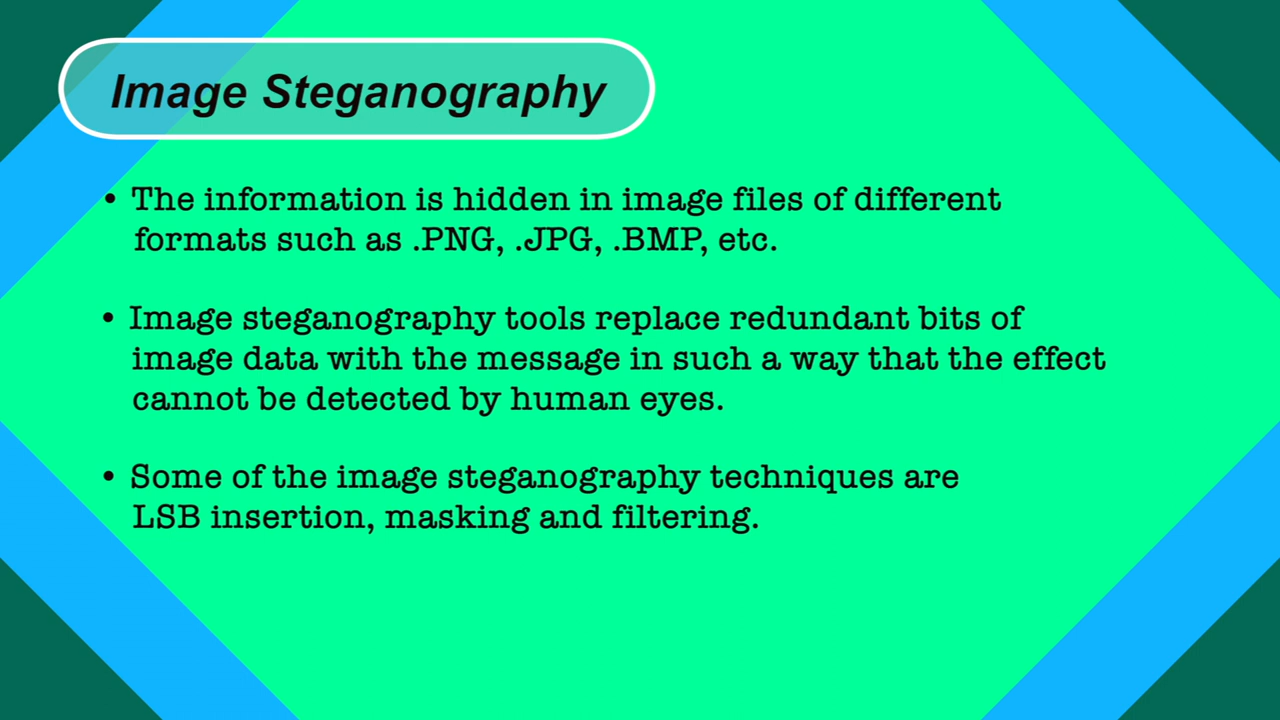 Image Steganography
• The information is hidden in image files of different
formats such as .PNG, .JPG, .BMP, etc.
• Image steganography tools replace redundant bits of
image data with the message in such a way that the effect
cannot be detected by human eyes.
• Some of the image steganography techniques are
LSB insertion, masking and filtering.